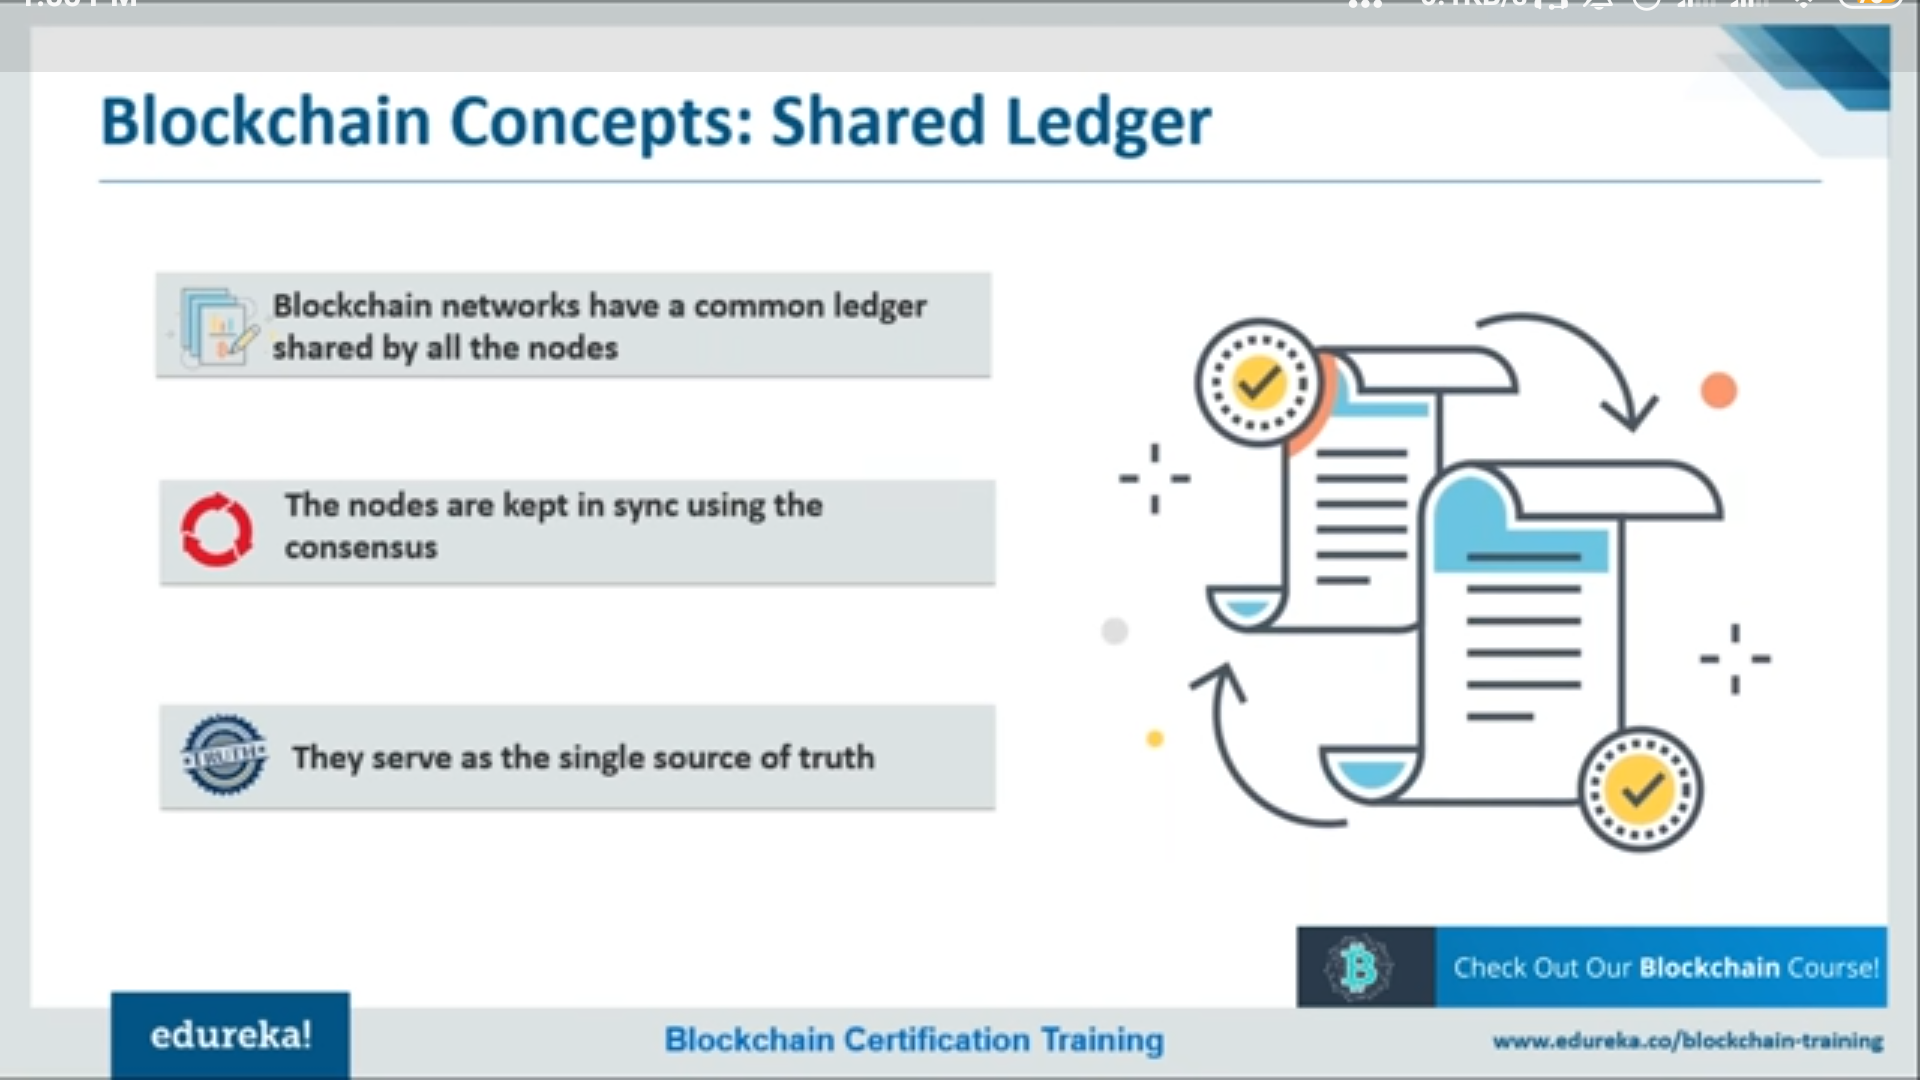 Blockchain Concepts: Shared Ledger
Blockchain networks have a common ledger
shared by all the nodes
The nodes are kept in sync using the
consensus
TRUTH
They serve as the single source of truth
Check Out Our Blockchain Course!
edureka!
Blockchain Certification Training
www.edureka.co/blockchain-training